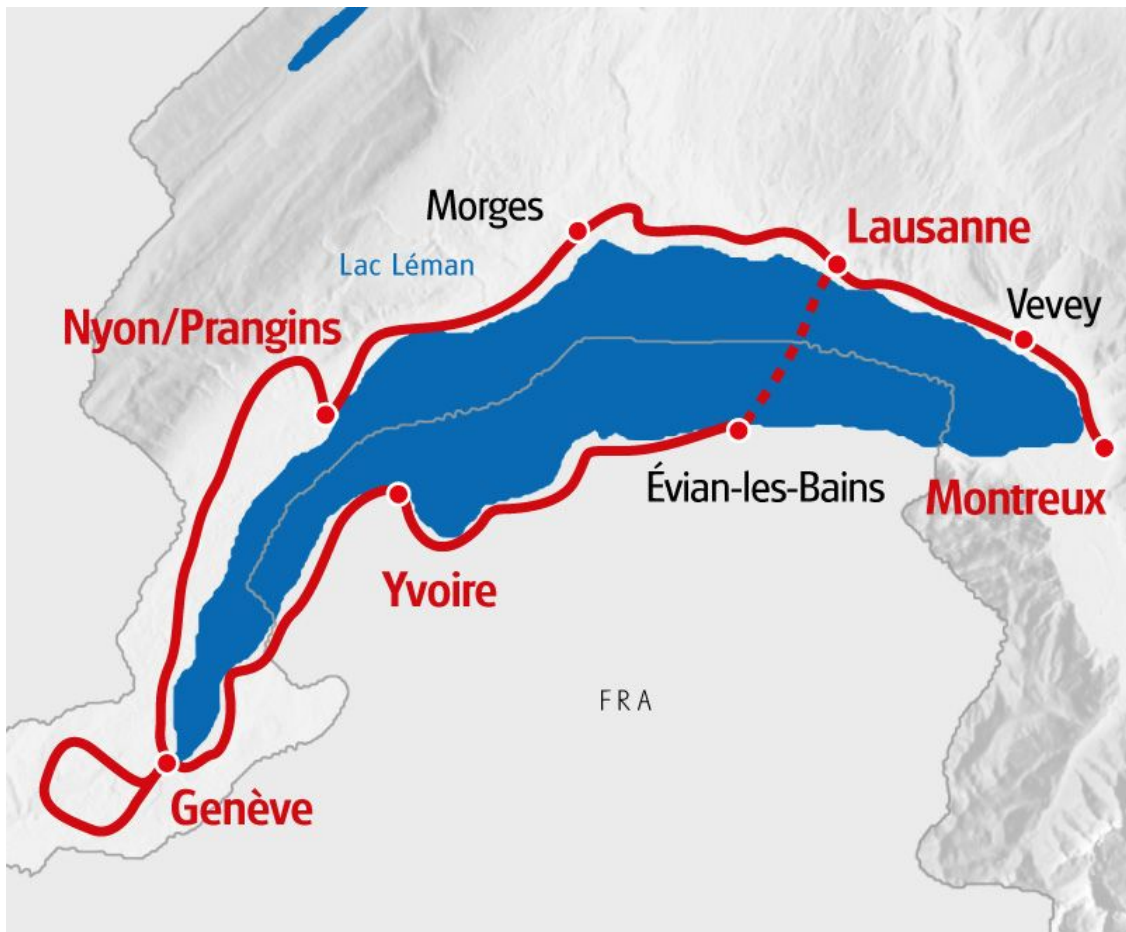 Morges
Lausanne
Lac Léman
Vevey
Nyon/Prangins
Évian-les-Bains
Montreux
Yvoire
FRA
Genève